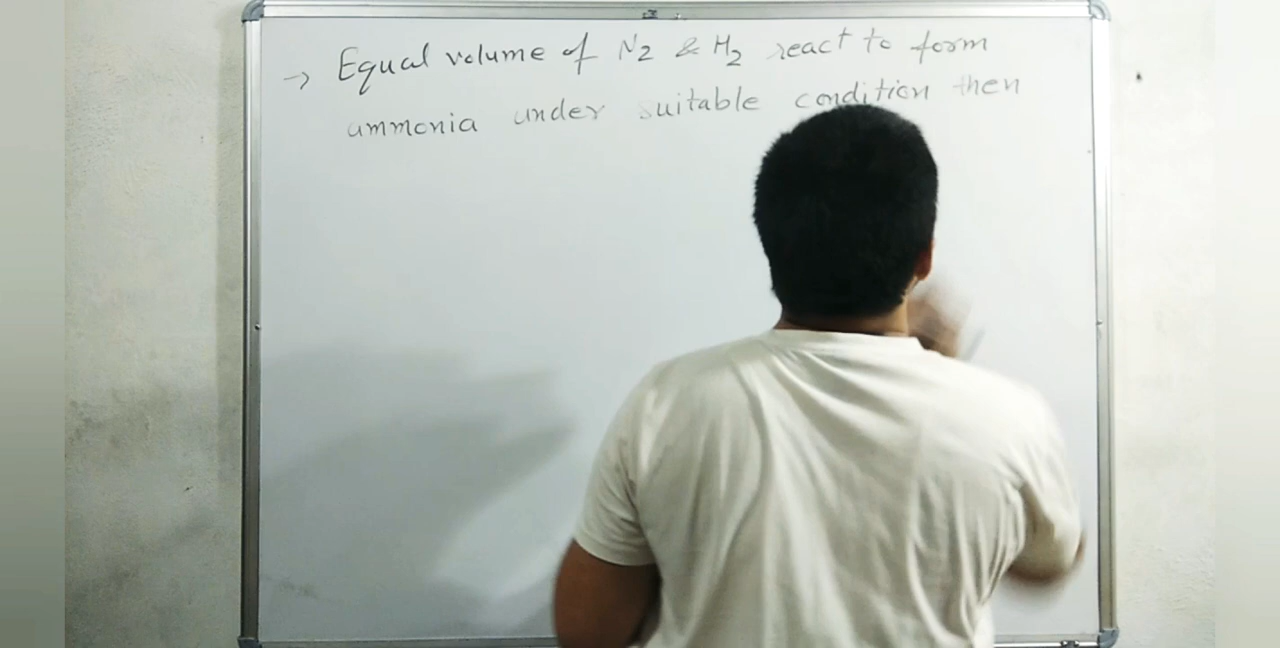 → Equal volume of N2 & H2 react to form
ammonia under suitable condition then